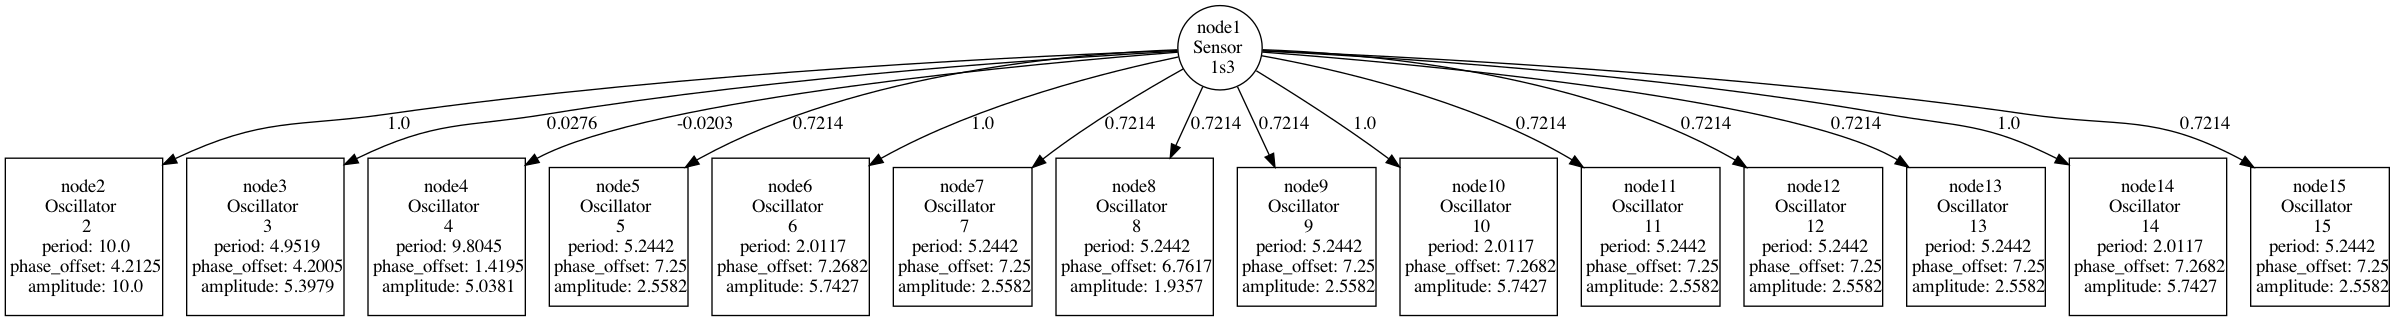 node1
Sensor
1s3
1.0
0.0276
-0.0203
0.7214
1.0
0.7214
0.7214
0.7214
1.0
0.7214
0.7214
0.7214
1.0
0.7214
node2
Oscillator
2
period: 10.0
phase_offset: 4.2125
amplitude: 10.0
node3
Oscillator
3
period: 4.9519
phase_offset: 4.2005
amplitude: 5.3979
node4
Oscillator
4
period: 9.8045
phase_offset: 1.4195
amplitude: 5.0381
node5
Oscillator
5
period: 5.2442
phase_offset: 7.25
amplitude: 2.5582
node6
Oscillator
6
period: 2.0117
phase_offset: 7.2682
amplitude: 5.7427
node7
Oscillator
7
period: 5.2442
phase_offset: 7.25
amplitude: 2.5582
node8
Oscillator
8
period: 5.2442
phase_offset: 6.7617
amplitude: 1.9357
node9
Oscillator
9
period: 5.2442
phase_offset: 7.25
amplitude: 2.5582
node10
Oscillator
10
period: 2.0117
phase_offset: 7.2682
amplitude: 5.7427
node11
Oscillator
11
period: 5.2442
phase_offset: 7.25
amplitude: 2.5582
node12
Oscillator
12
period: 5.2442
phase_offset: 7.25
amplitude: 2.5582
node13
Oscillator
13
period: 5.2442
phase_offset: 7.25
amplitude: 2.5582
node14
Oscillator
14
period: 2.0117
phase_offset: 7.2682
amplitude: 5.7427
node15
Oscillator
15
period: 5.2442
phase_offset: 7.25
amplitude: 2.5582